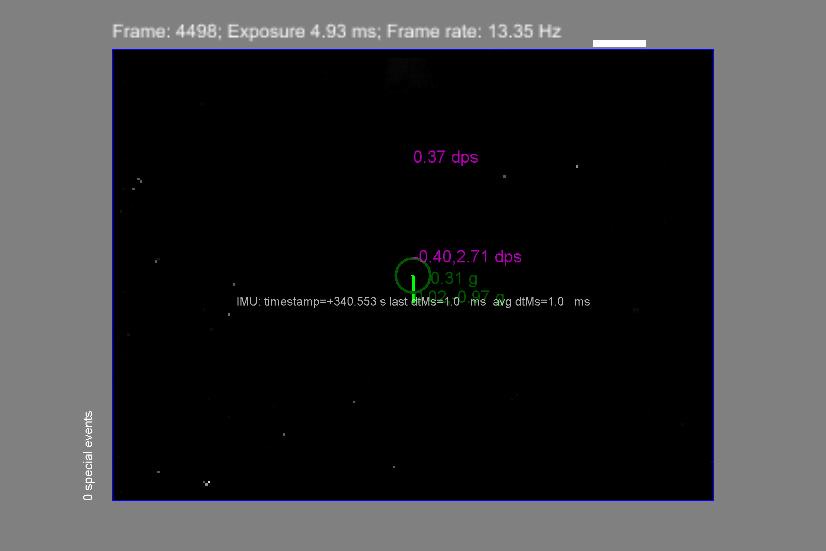 Frame: 4498; Exposure 4.93 ms; Frame rate: 13.35 Hz
0.37 dps
-0.40,2.71 dps
0.31 g
IMU: timestamp=+340.553 s last dtMs=1.0 ms avg dtMs=1.0 ms
0 special events